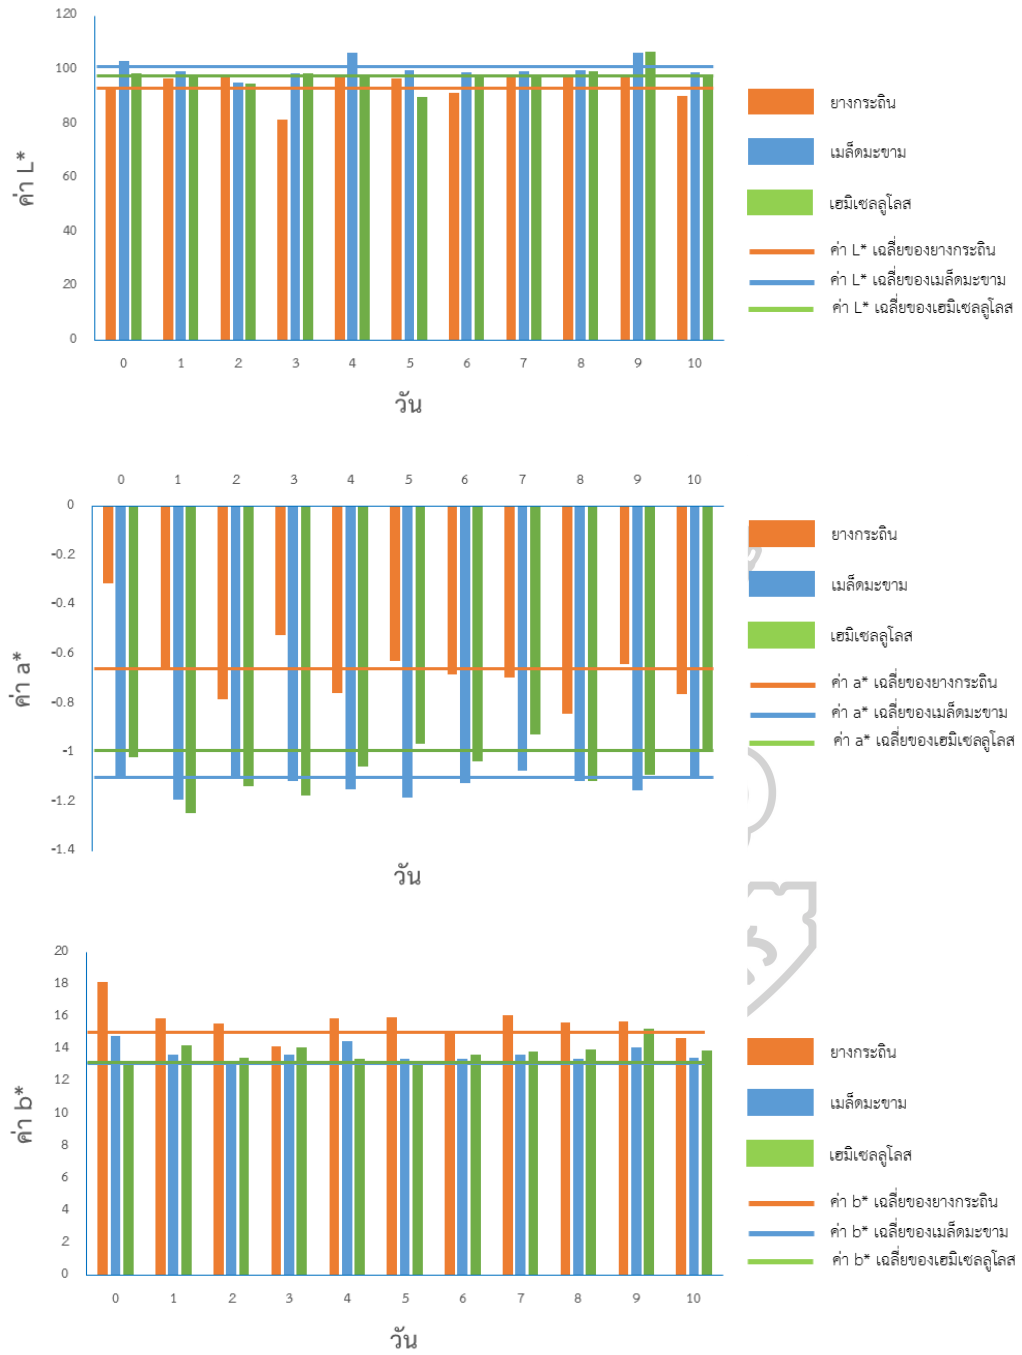 120
100
80
60
40
20
0
ค่า L*
0 1 2 3 4 5 6 7 8 9 10
วัน
ยางกระถิน
เมล็ดมะขาม
เฮมิเซลลูโลส
ค่า L* เฉลี่ยของยางกระถิน
ค่า L* เฉลี่ยของเมล็ดมะขาม
ค่า L* เฉลี่ยของเฮมิเซลลูโลส
0 1 2 3 4 5 6 7 8 9 10
0
-0.2
-0.4
-0.6
-0.8
-1
-1.2
-1.4
ค่า a*
วัน
ยางกระถิน
เมล็ดมะขาม
เฮมิเซลลูโลส
ค่า a* เฉลี่ยของยางกระถิน
ค่า a* เฉลี่ยของเมล็ดมะขาม
ค่า a* เฉลี่ยของเฮมิเซลลูโลส
20
18
16
14
12
10
8
6
4
2
0
ค่า b*
0 1 2 3 4 5 6 7 8 9 10
วัน
ยางกระถิน
เมล็ดมะขาม
เฮมิเซลลูโลส
ค่า b* เฉลี่ยของยางกระถิน
ค่า b* เฉลี่ยของเมล็ดมะขาม
ค่า b* เฉลี่ยของเฮมิเซลลูโลส